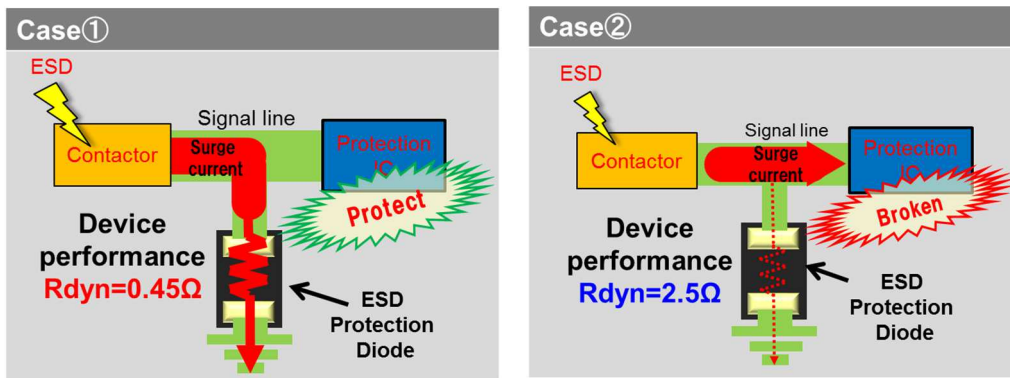 Case①
ESD
Signal line
Contactor
Surge
current
Protection
IC
Protect
Device
performance
Rdyn=0.45Ω
ESD
Protection
Diode
Case②
ESD
Signal line
Contactor
Surge
current
Protection
IC
Broken
Device
performance
Rdyn=2.5Ω
ESD
Protection
Diode